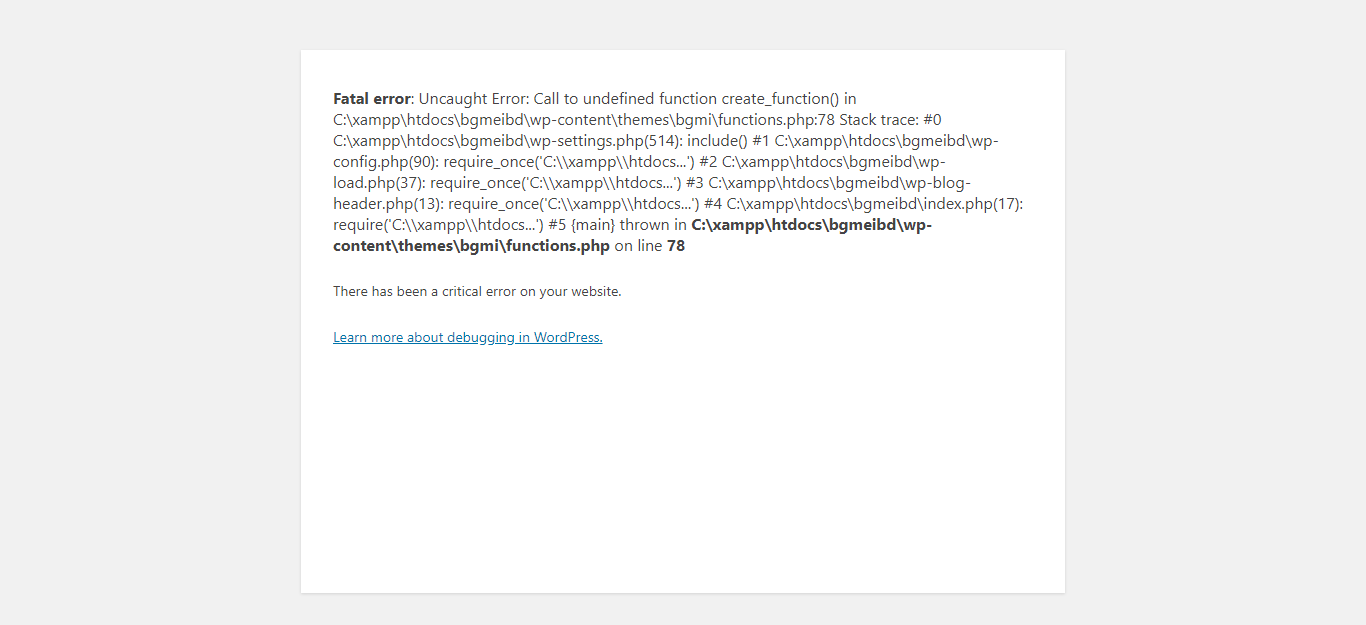 Fatal error: Uncaught Error: Call to undefined function create_function() in
C:\xampp\htdocs\bgmeibd\wp-content\themes\bgmi\functions.php:78 Stack trace: #0
C:\xampp\htdocs\bgmeibd\wp-settings.php(514): include() #1 C:\xampp\htdocs\bgmeibd\wp-
config.php(90): require_once('C:\\xampp\\htdocs...') #2 C:\xampp\htdocs\bgmeibd\wp-
load.php(37): require_once('C:\\xampp\\htdocs...') #3 C:\xampp\htdocs\bgmeibd\wp-blog-
header.php(13): require_once('C:\\xampp\\htdocs...') #4 C:\xampp\htdocs\bgmeibd\index.php(17):
require('C:\\xampp\\htdocs...') #5 {main} thrown in C:\xampp\htdocs\bgmeibd\wp-
content\themes\bgmi\functions.php on line 78
There has been a critical error on your website.
Learn more about debugging in WordPress.